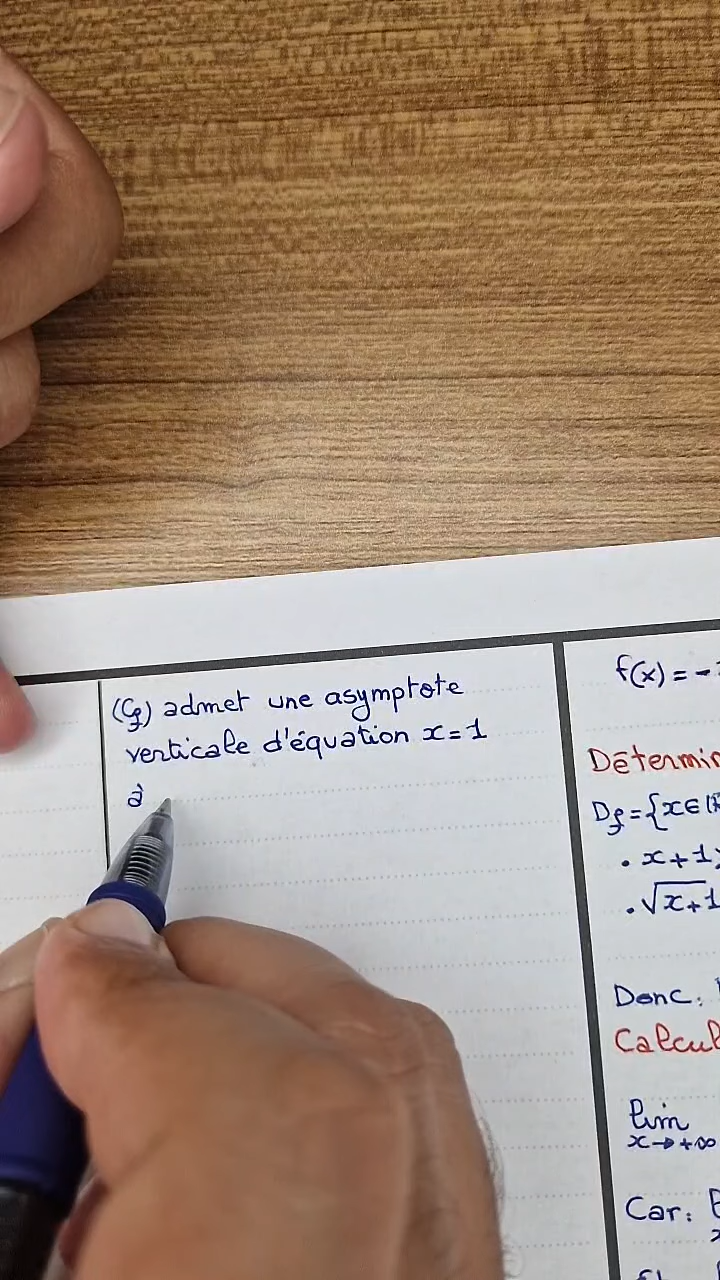 (Cf) admet une asymptote
verticale d'équation x=1
à
f(x) = -
Détermin
Df={x∈
. x+1
. √x+1
Donc:
Calcul
lim
x→+∞
Car: